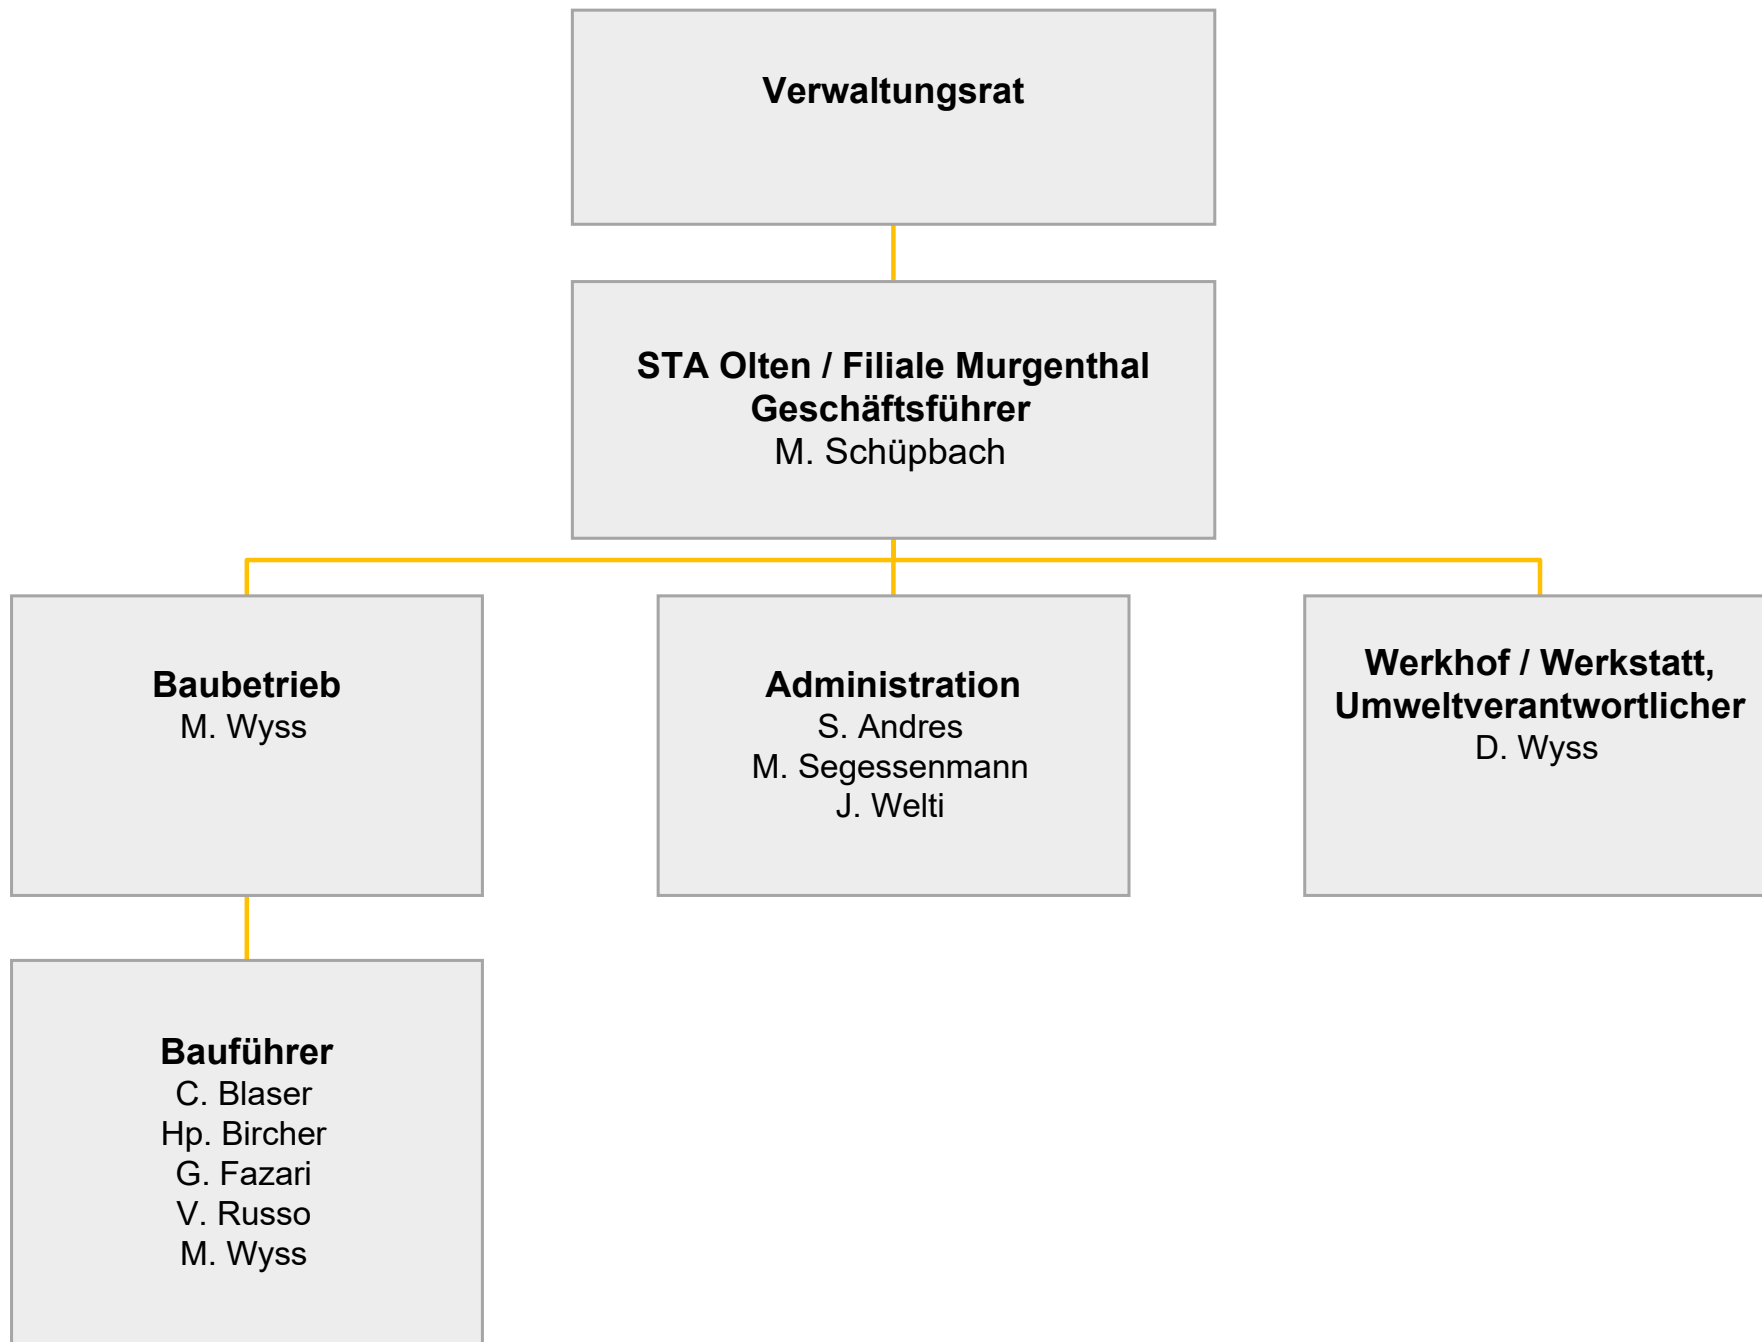 Verwaltungsrat
STA Olten / Filiale Murgenthal
Geschäftsführer
M. Schüpbach
Baubetrieb
M. Wyss
Administration
S. Andres
M. Segessenmann
J. Welti
Werkhof / Werkstatt,
Umweltverantwortlicher
D. Wyss
Bauführer
C. Blaser
Hp. Bircher
G. Fazari
V. Russo
M. Wyss